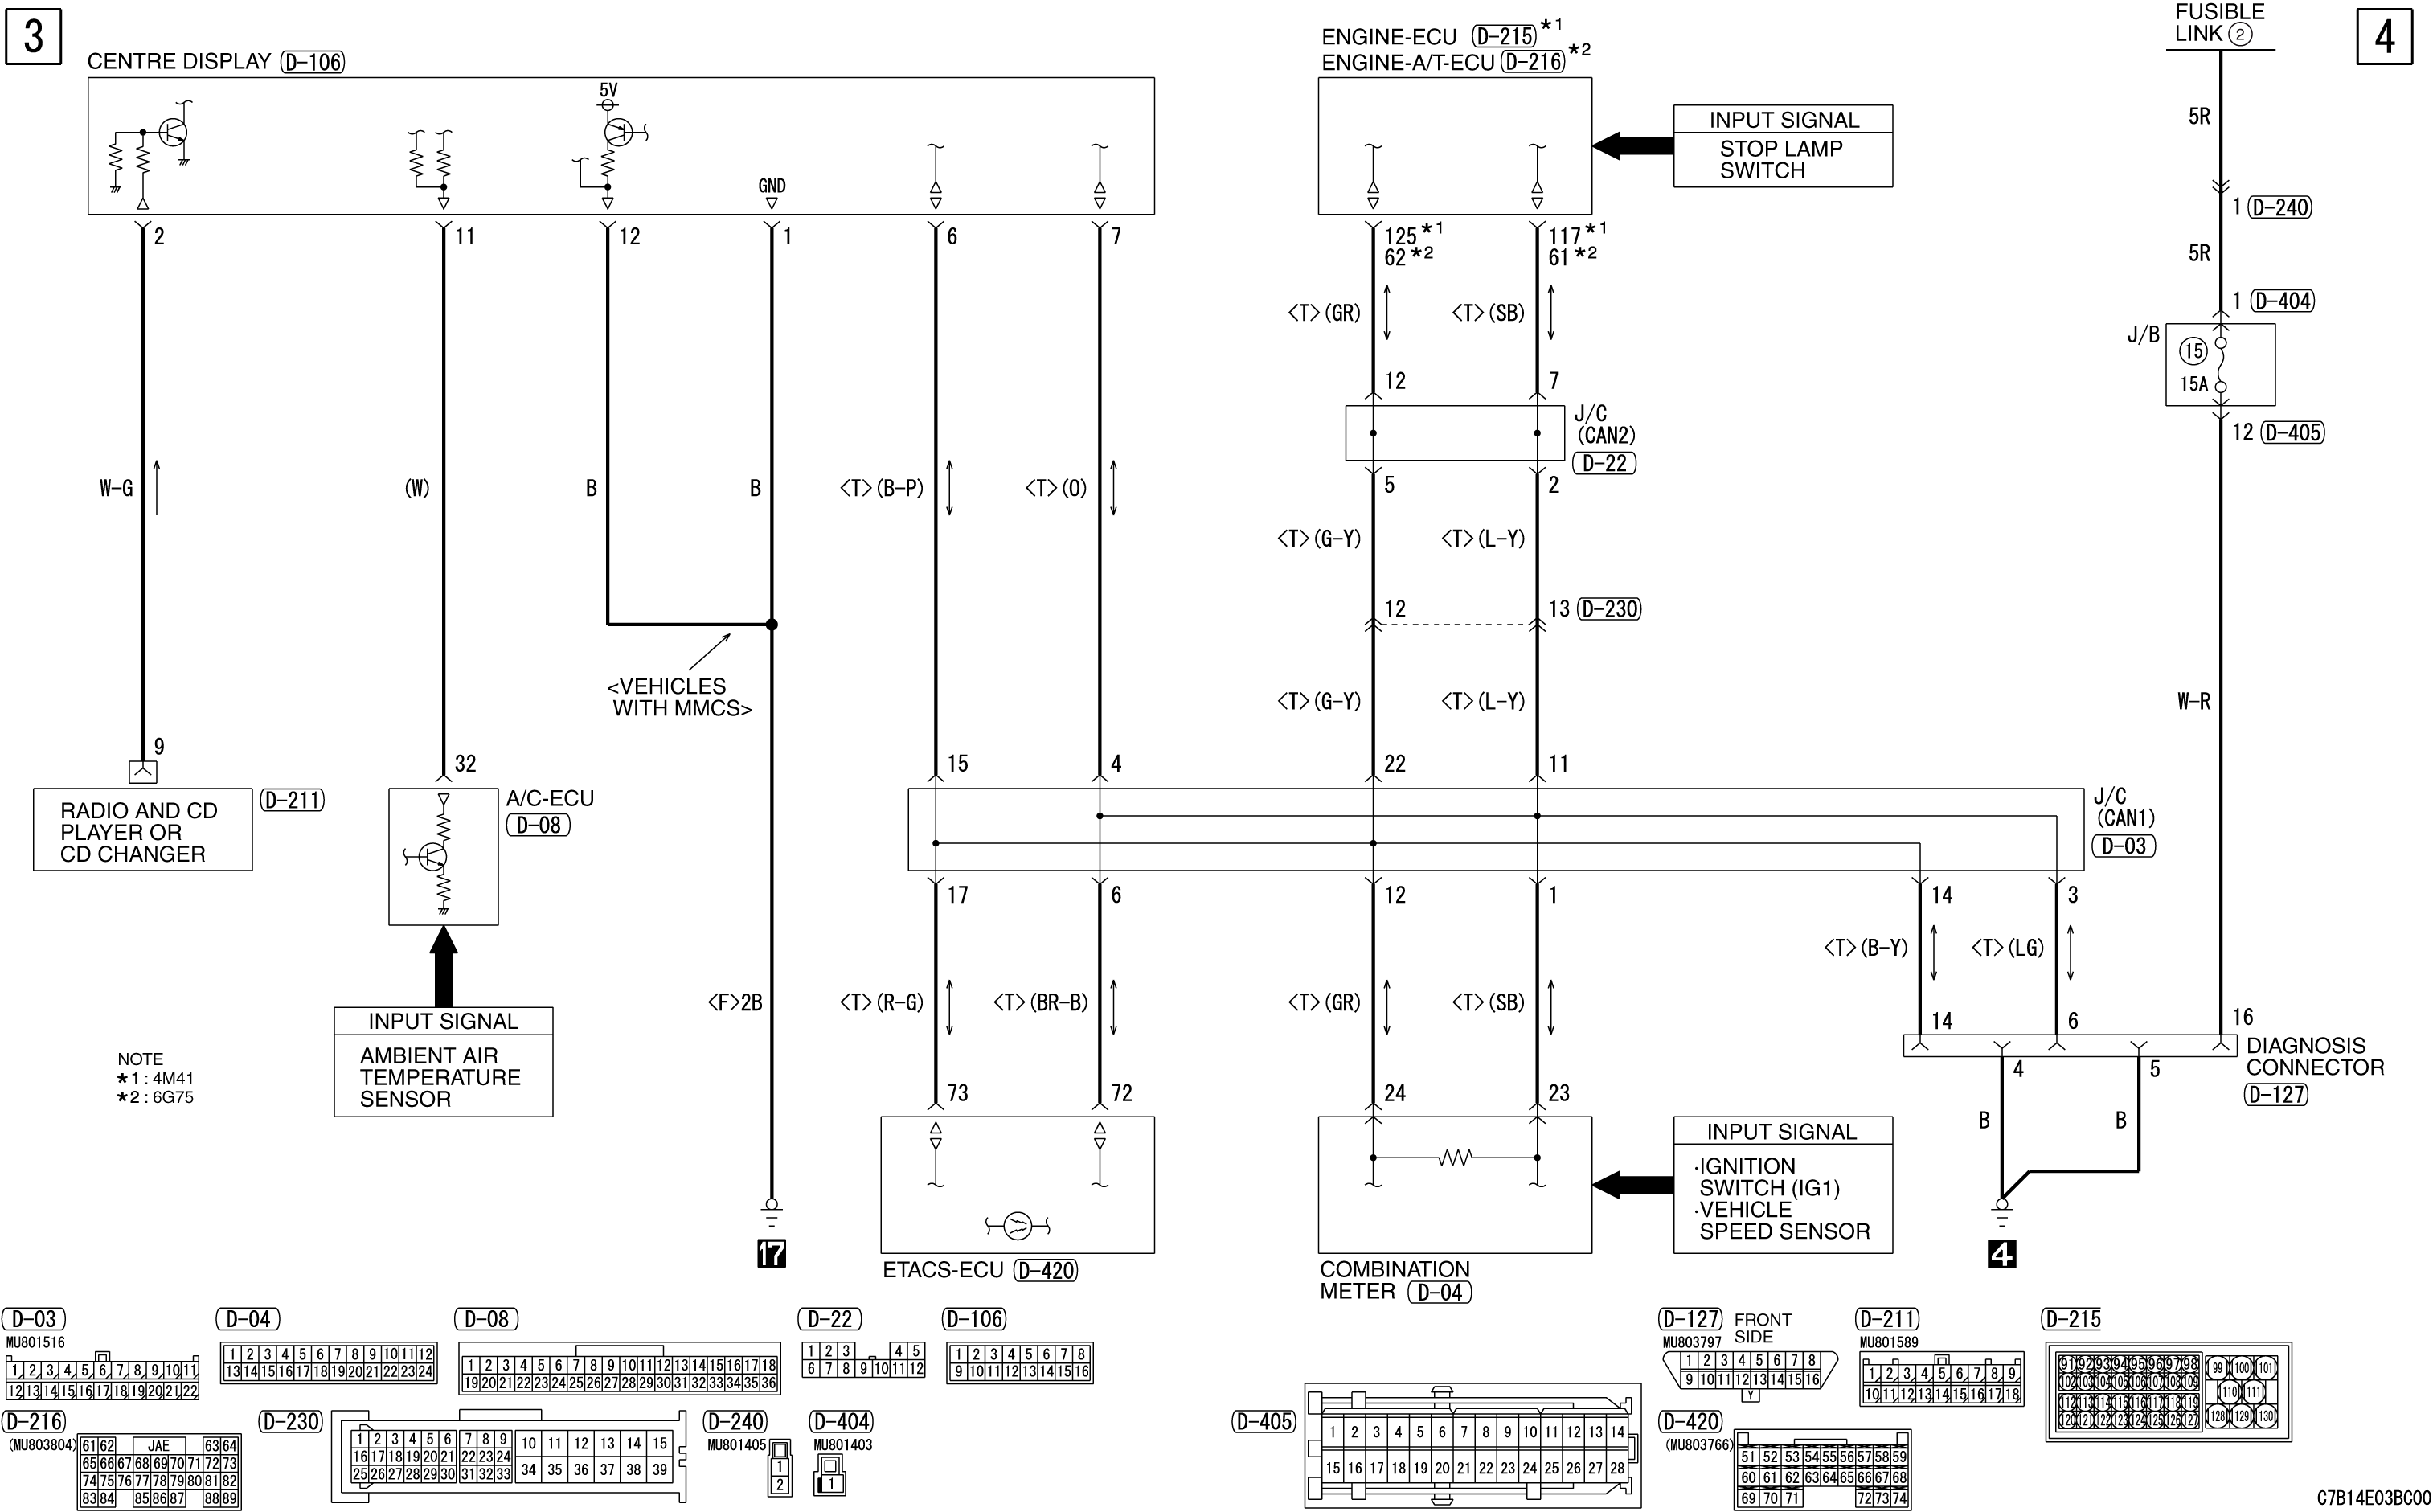 3
CENTRE DISPLAY D-106
5V
GND
2
11
12
1
6
7
W-G
(W)
B
B
<T>(B-P)
<T>(O)
<VEHICLES
WITH MMCS>
9
32
15
4
RADIO AND CD
PLAYER OR
CD CHANGER
D-211
A/C-ECU
D-08
INPUT SIGNAL
AMBIENT AIR
TEMPERATURE
SENSOR
NOTE
*1 : 4M41
*2 : 6G75
<F>2B
17
17
6
<T>(R-G)
<T>(BR-B)
73
72
ETACS-ECU D-420
ENGINE-ECU D-215 *1
ENGINE-A/T-ECU D-216 *2
INPUT SIGNAL
STOP LAMP
SWITCH
125*1
62*2
117*1
61*2
<T>(GR)
<T>(SB)
12
7
J/C
(CAN2)
D-22
5
2
<T>(G-Y)
<T>(L-Y)
12
13 D-230
<T>(G-Y)
<T>(L-Y)
22
11
J/C
(CAN1)
D-03
12
1
14
3
<T>(GR)
<T>(SB)
<T>(B-Y)
<T>(LG)
24
23
COMBINATION
METER D-04
INPUT SIGNAL
·IGNITION
SWITCH (IG1)
·VEHICLE
SPEED SENSOR
FUSIBLE
LINK 2
4
5R
1 D-240
5R
1 D-404
J/B
15
15A
12 D-405
W-R
14
6
16
DIAGNOSIS
CONNECTOR
D-127
4
5
B
B
4
D-03
MU801516
1 2 3 4 5 6 7 8 9 10 11
12 13 14 15 16 17 18 19 20 21 22
D-04
1 2 3 4 5 6 7 8 9 10 11 12
13 14 15 16 17 18 19 20 21 22 23 24
D-08
1 2 3 4 5 6 7 8 9 10 11 12 13 14 15 16 17 18
19 20 21 22 23 24 25 26 27 28 29 30 31 32 33 34 35 36
D-22
1 2 3 4 5
6 7 8 9 10 11 12
D-106
1 2 3 4 5 6 7 8
9 10 11 12 13 14 15 16
D-127
FRONT
SIDE
MU803797
1 2 3 4 5 6 7 8
9 10 11 12 13 14 15 16
Y
D-211
MU801589
1 2 3 4 5 6 7 8 9
10 11 12 13 14 15 16 17 18
D-215
91 92 93 94 95 96 97 98 99 100 101
102 103 104 105 106 107 108 109 110 111
112 113 114 115 116 117 118 119
120 121 122 123 124 125 126 127 128 129 130
D-216
(MU803804)
61 62 JAE 63 64
65 66 67 68 69 70 71 72 73
74 75 76 77 78 79 80 81 82
83 84 85 86 87 88 89
D-230
1 2 3 4 5 6 7 8 9 10 11 12 13 14 15
16 17 18 19 20 21 22 23 24
25 26 27 28 29 30 31 32 33 34 35 36 37 38 39
D-240
MU801405
1
2
D-404
MU801403
1
D-405
1 2 3 4 5 6 7 8 9 10 11 12 13 14
15 16 17 18 19 20 21 22 23 24 25 26 27 28
D-420
(MU803766)
51 52 53 54 55 56 57 58 59
60 61 62 63 64 65 66 67 68
69 70 71 72 73 74
C7B14E03BC00